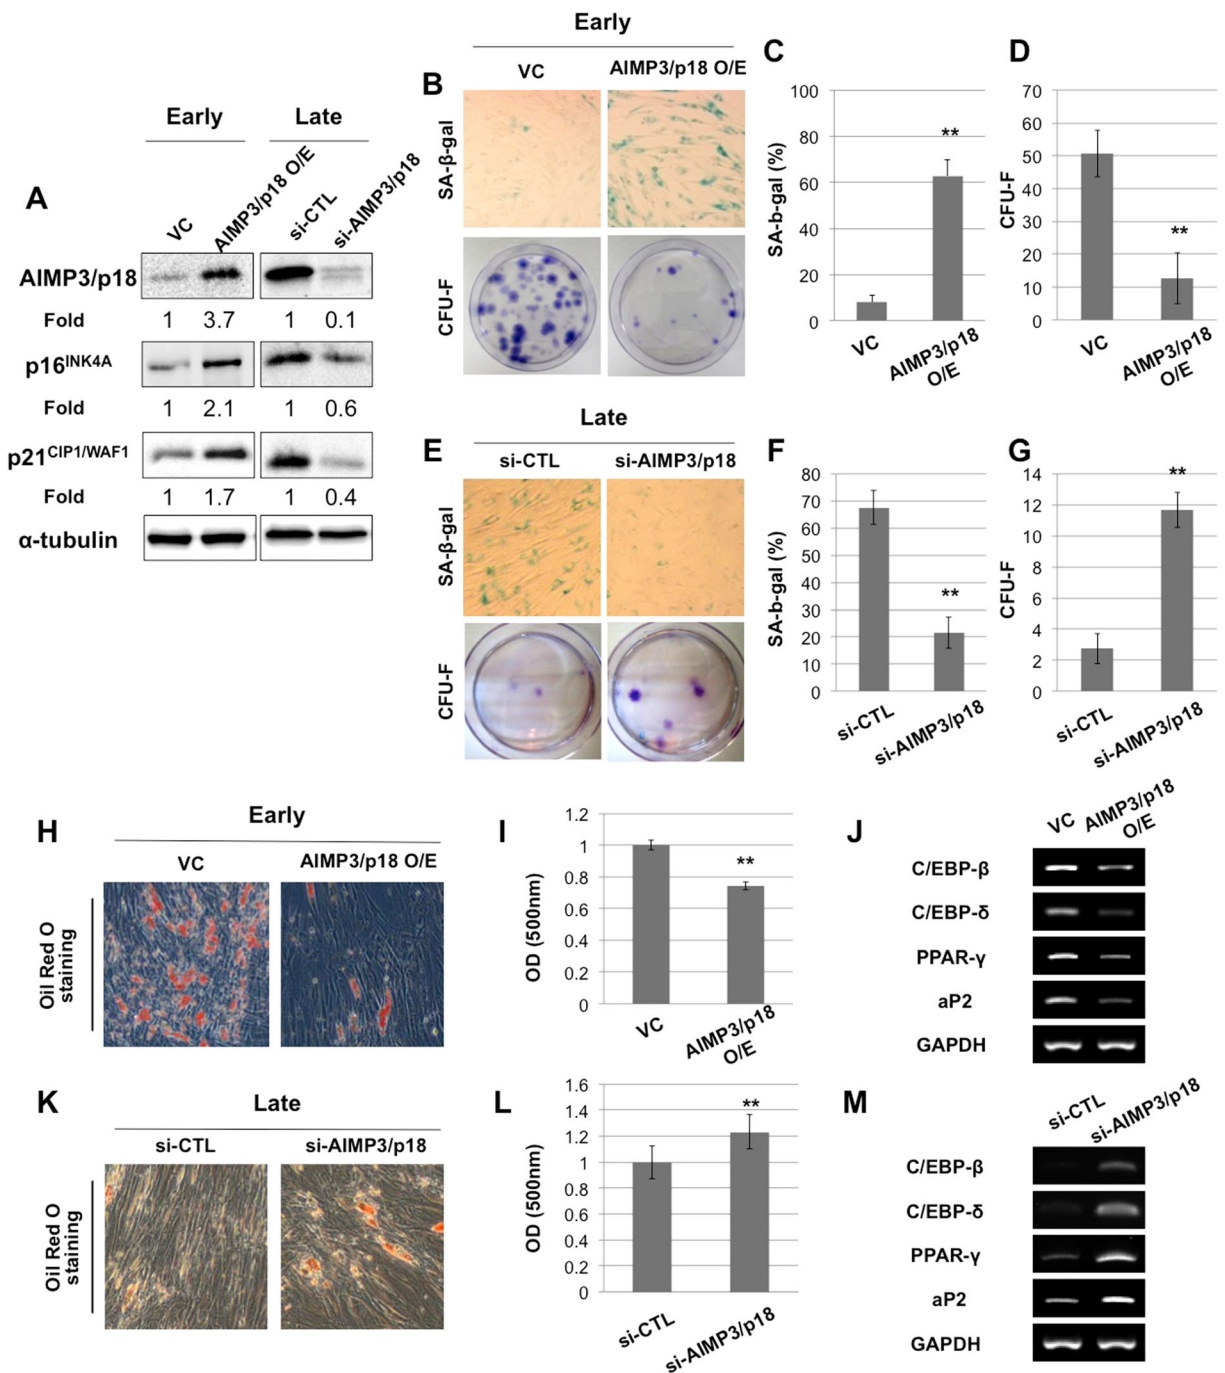 A
Early
Late
VC
AIMP3/p18 O/E
si-CTL
si-AIMP3/p18
AIMP3/p18
Fold
1
3.7
1
0.1
p16INK4A
Fold
1
2.1
1
0.6
p21CIP1/WAF1
Fold
1
1.7
1
0.4
α-tubulin
Early
B
VC
AIMP3/p18 O/E
SA-β-gal
CFU-F
C
SA-b-gal (%)
100
80
60
40
20
0
**
VC
AIMP3/p18
O/E
D
CFU-F
70
60
50
40
30
20
10
0
**
VC
AIMP3/p18
O/E
Late
E
si-CTL
si-AIMP3/p18
SA-β-gal
CFU-F
F
SA-b-gal (%)
80
70
60
50
40
30
20
10
0
**
si-CTL
si-AIMP3/p18
G
CFU-F
14
12
10
8
6
4
2
0
**
si-CTL
si-AIMP3/p18
H
Early
VC
AIMP3/p18 O/E
Oil Red O
staining
I
OD (500nm)
1.2
1
0.8
0.6
0.4
0.2
0
**
VC
AIMP3/p18
O/E
J
VC
AIMP3/p18
O/E
C/EBP-β
C/EBP-δ
PPAR-γ
aP2
GAPDH
K
Late
si-CTL
si-AIMP3/p18
Oil Red O
staining
L
OD (500nm)
1.6
1.4
1.2
1
0.8
0.6
0.4
0.2
0
**
si-CTL
si-AIMP3/p18
M
si-CTL
si-AIMP3/p18
C/EBP-β
C/EBP-δ
PPAR-γ
aP2
GAPDH